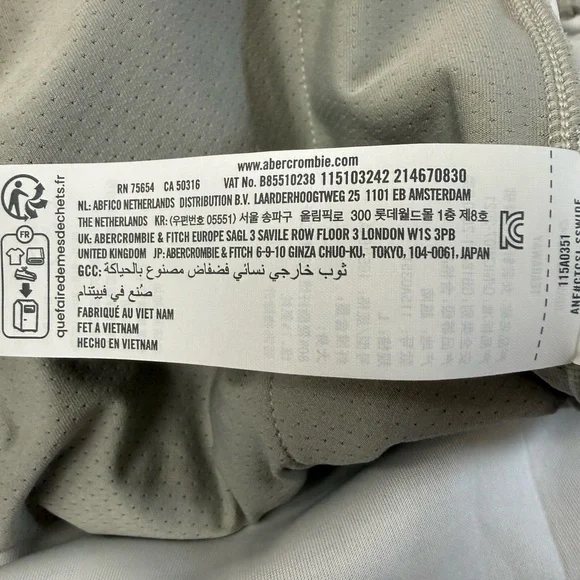 www.abercrombie.com
RN 75654 CA 50316 VAT No. B85510238 115103242 214670830
NL: ABFICO NETHERLANDS DISTRIBUTION B.V. LAARDERHOOGTWEG 25 1101 EB AMSTERDAM
THE NETHERLANDS KR: (우편번호 05551) 서울 송파구 올림픽로 300 롯데월드몰 1층 제8호
UK: ABERCROMBIE & FITCH EUROPE SAGL 3 SAVILE ROW FLOOR 3 LONDON W1S 3PB
UNITED KINGDOM JP: ABERCROMBIE & FITCH 6-9-10 GINZA CHUO-KU, TOKYO, 104-0061, JAPAN
GCC: ثوب خارجي نسائي فضفاض مصنوع بالحياكة
صُنع في فييتنام
FABRIQUÉ AU VIET NAM
FET A VIETNAM
HECHO EN VIETNAM
FR
quefairedemesdechets.fr
115A0351